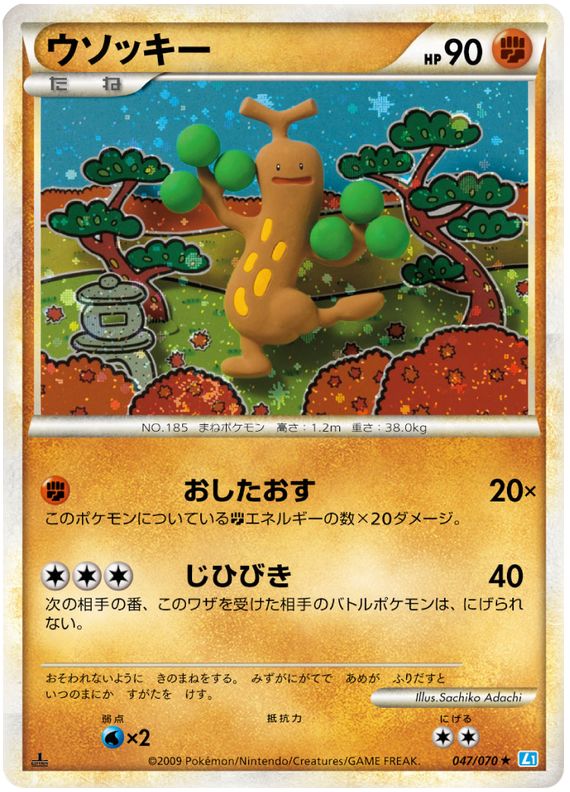 ウソッキー
HP90
たね
NO.185 まねポケモン 高さ：1.2m 重さ：38.0kg
おしたおす 20×
このポケモンについているエネルギーの数×20ダメージ。
じひびき 40
次の相手の番、このワザを受けた相手のバトルポケモンは、にげられ
ない。
おそわれないように きのまねをする。 みずがにがてで あめが ふりだすと
いつのまにか すがたを けす。
Illus.Sachiko Adachi
弱点 抵抗力 にげる
×2
©2009 Pokémon/Nintendo/Creatures/GAME FREAK.
047/070 ★ L1